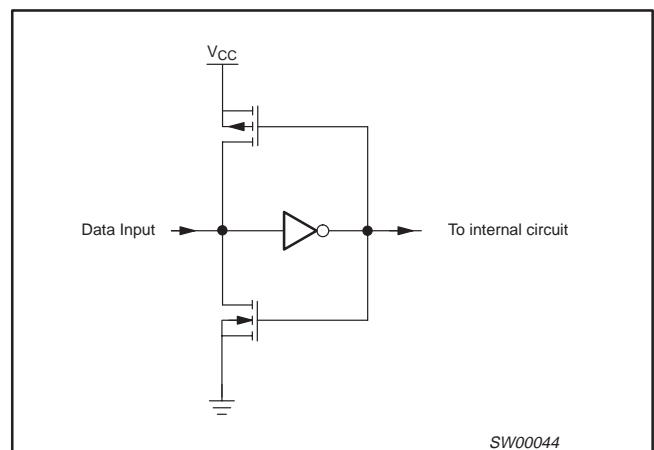 VCC
Data Input
To internal circuit
SW00044